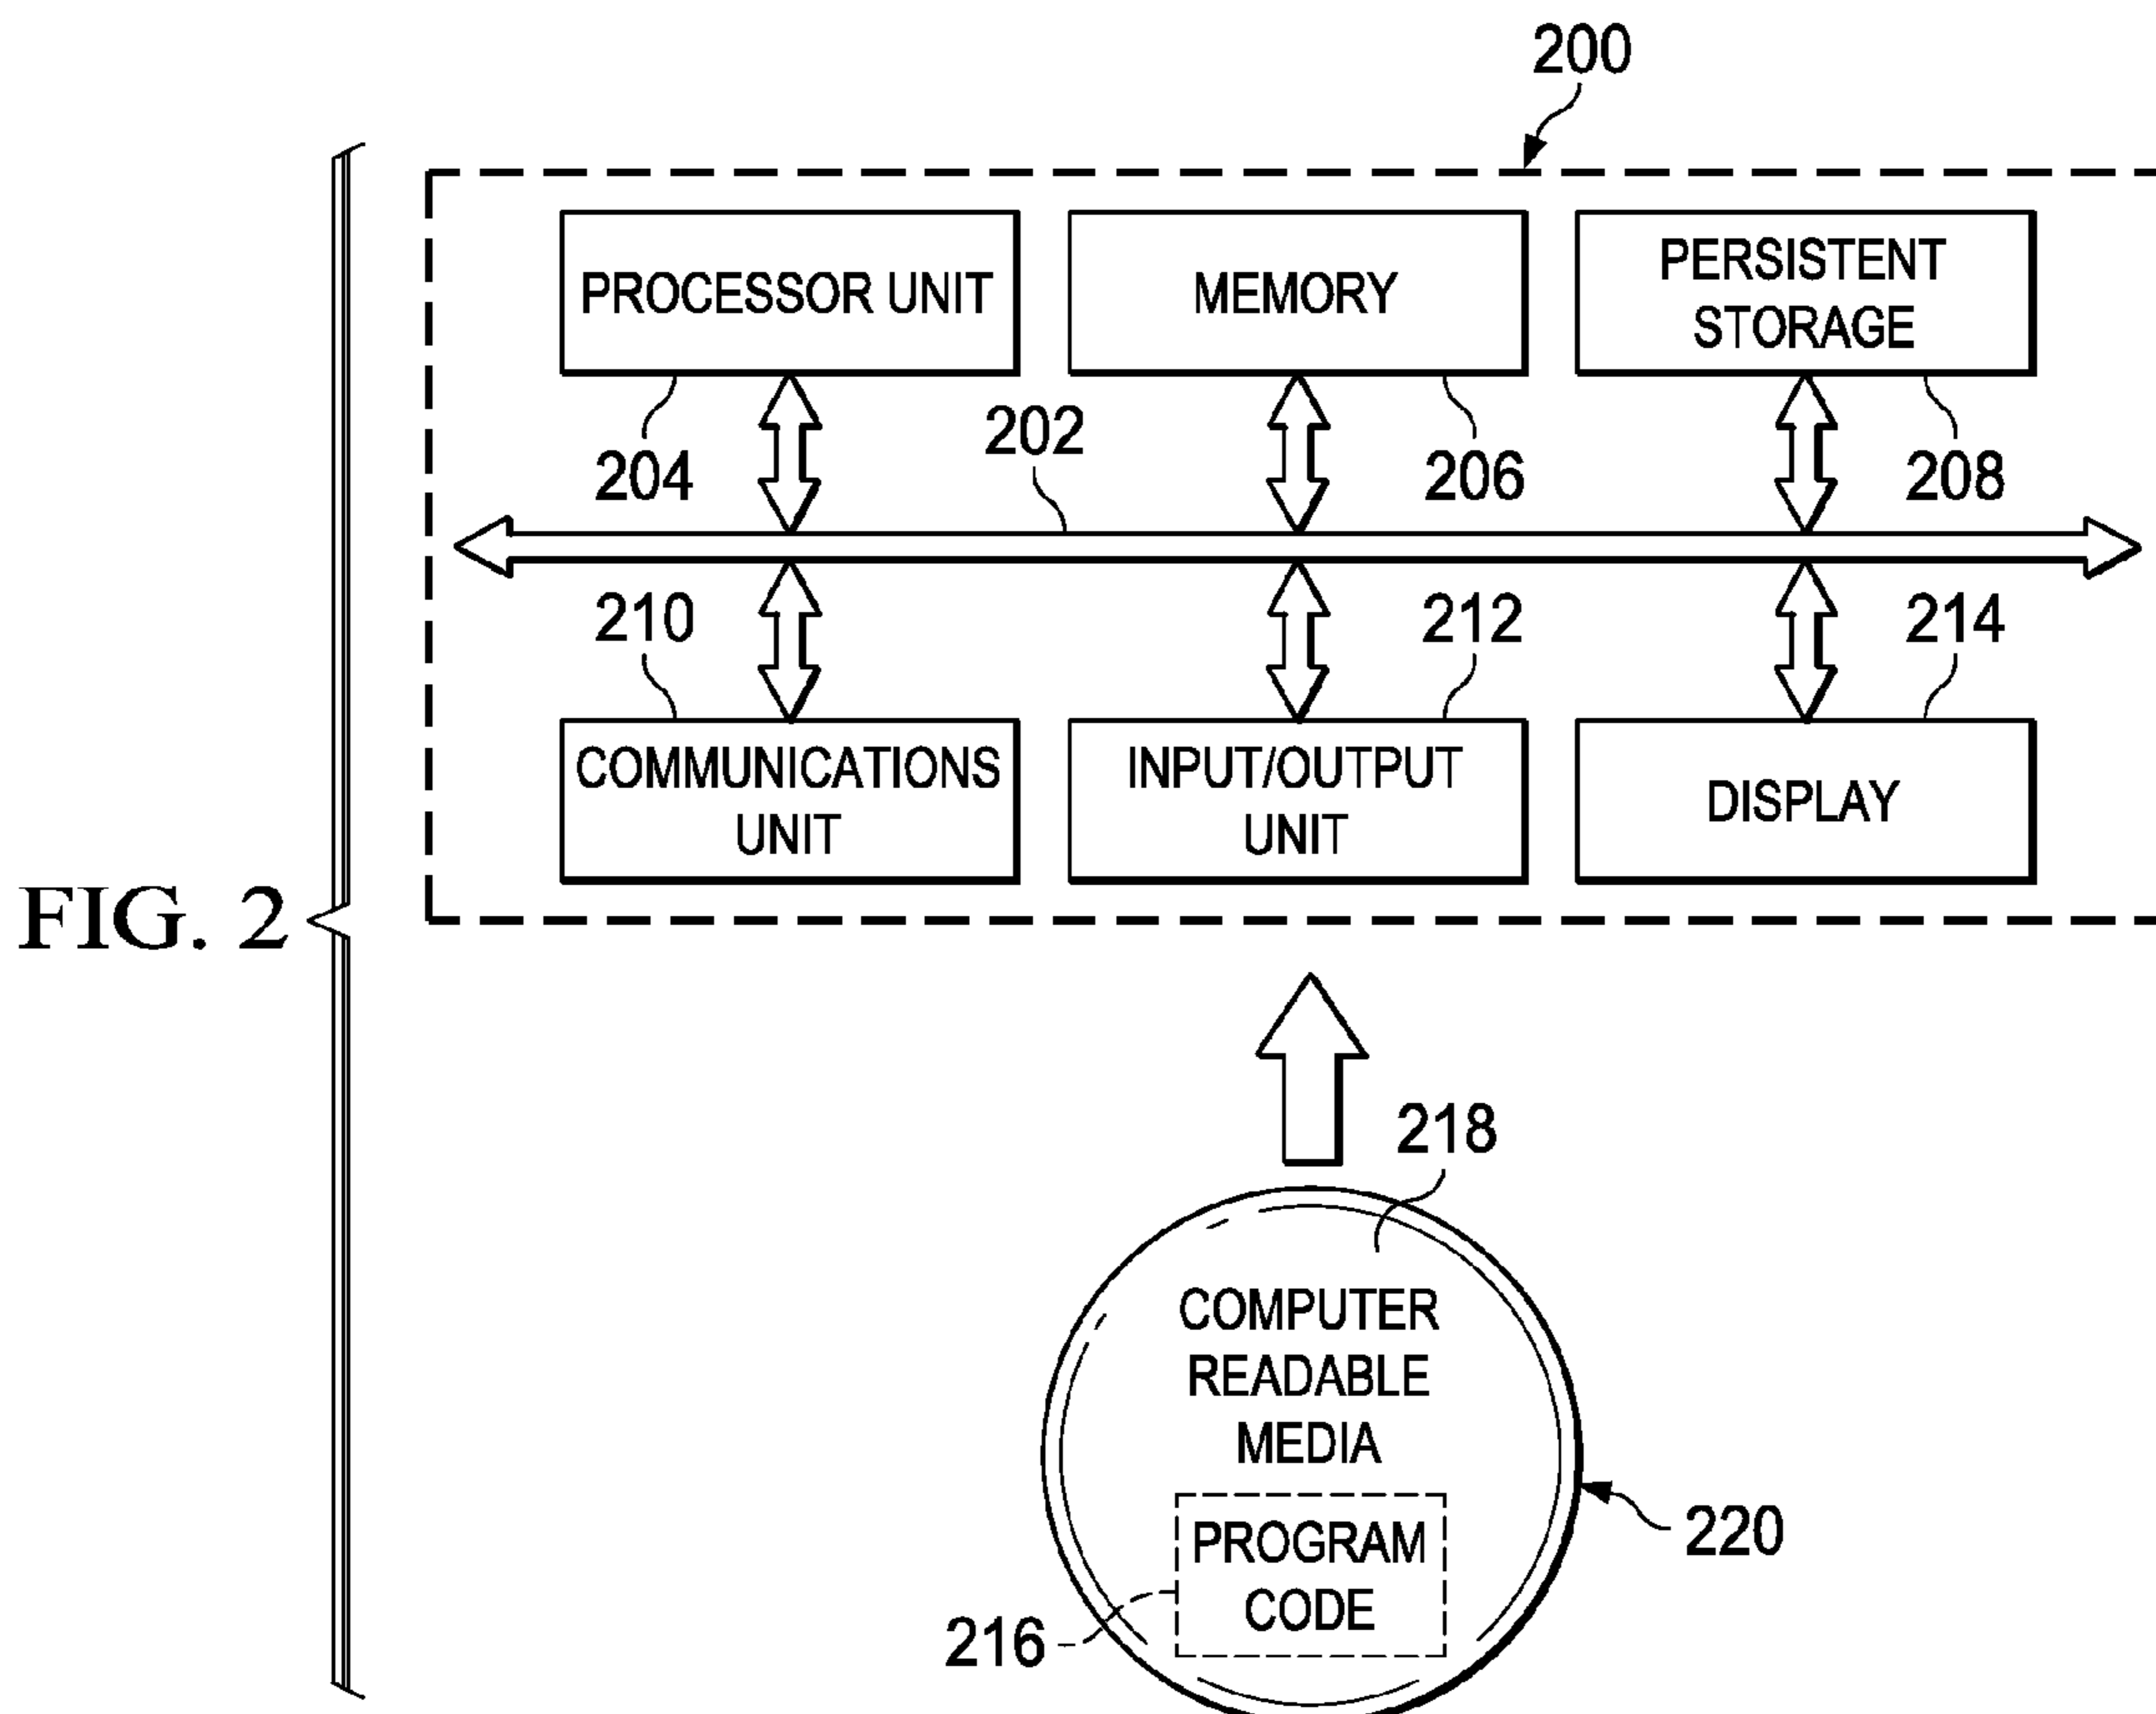 200
PROCESSOR UNIT
MEMORY
PERSISTENT
STORAGE
204
202
206
208
210
212
214
COMMUNICATIONS
UNIT
INPUT/OUTPUT
UNIT
DISPLAY
FIG. 2
218
COMPUTER
READABLE
MEDIA
PROGRAM
CODE
220
216